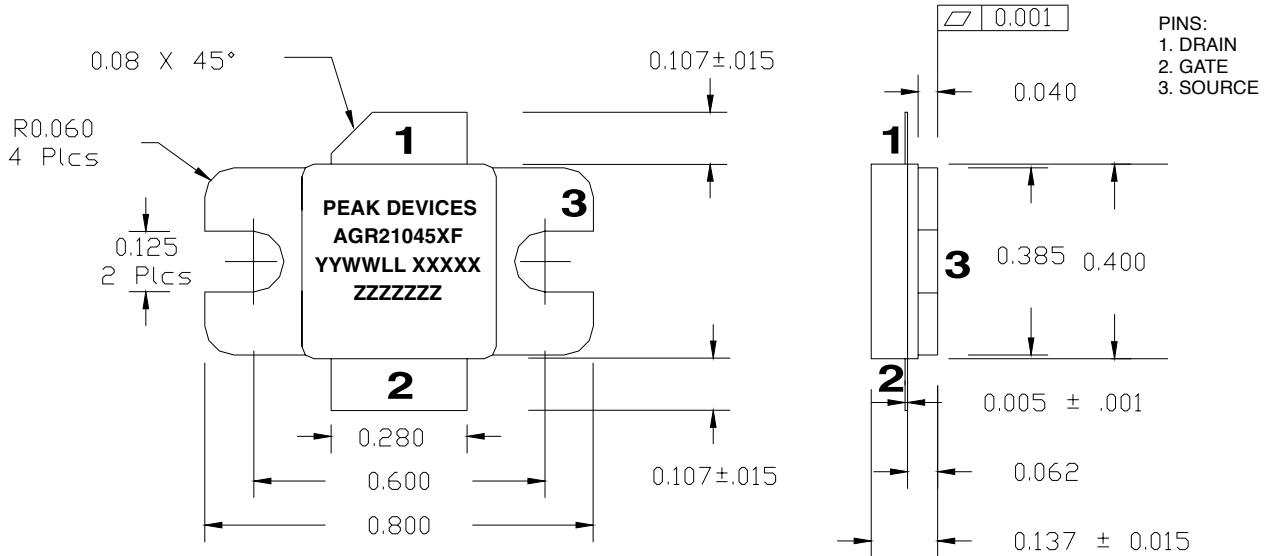 0.001
PINS:
1. DRAIN
2. GATE
3. SOURCE
0.08 X 45°
0.107±.015
0.040
R0.060
4 Plcs
1
1
3
PEAK DEVICES
AGR21045XF
YYWWLL XXXXX
ZZZZZZZ
0.125
2 Plcs
3
0.385
0.400
2
2
0.005 ± .001
0.280
0.062
0.107±.015
0.600
0.800
0.137 ± 0.015